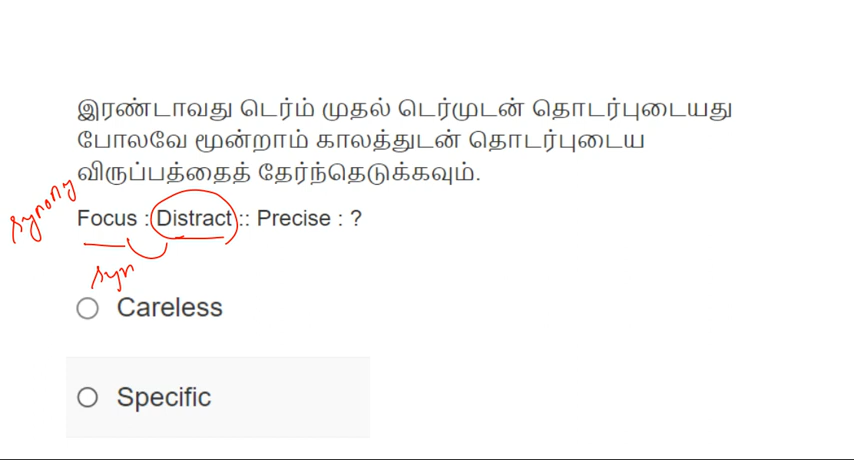 இரண்டாவது டெர்ம் முதல் டெர்முடன் தொடர்புடையது
போலவே மூன்றாம் காலத்துடன் தொடர்புடைய
விருப்பத்தைத் தேர்ந்தெடுக்கவும்.
synony
Focus : Distract :: Precise : ?
syn
Careless
Specific